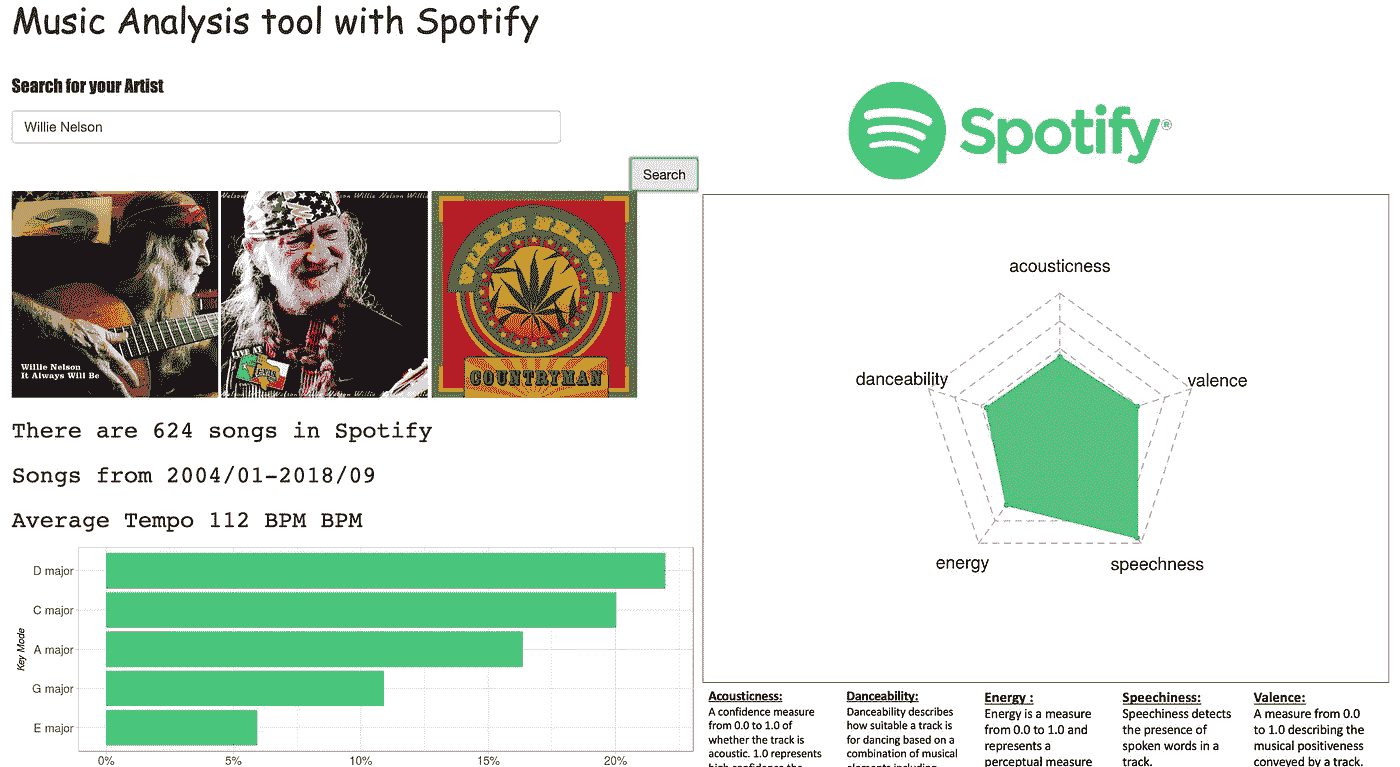 Music Analysis tool with Spotify
Search for your Artist
Willie Nelson
Search
Spotify®
Willie Nelson
It Always Will Be
WILLIE NELSON
COUNTRYMAN
There are 624 songs in Spotify
Songs from 2004/01-2018/09
Average Tempo 112 BPM BPM
Key Mode
D major
C major
A major
G major
E major
0%
5%
10%
15%
20%
acousticness
danceability
valence
energy
speechness
Acousticness:
A confidence measure
from 0.0 to 1.0 of
whether the track is
acoustic. 1.0 represents
high confidence the
Danceability:
Danceability describes
how suitable a track is
for dancing based on a
combination of musical
elements including
Energy :
Energy is a measure
from 0.0 to 1.0 and
represents a
perceptual measure
Speechiness:
Speechiness detects
the presence of
spoken words in a
track.
Valence:
A measure from 0.0
to 1.0 describing the
musical positiveness
conveyed by a track.